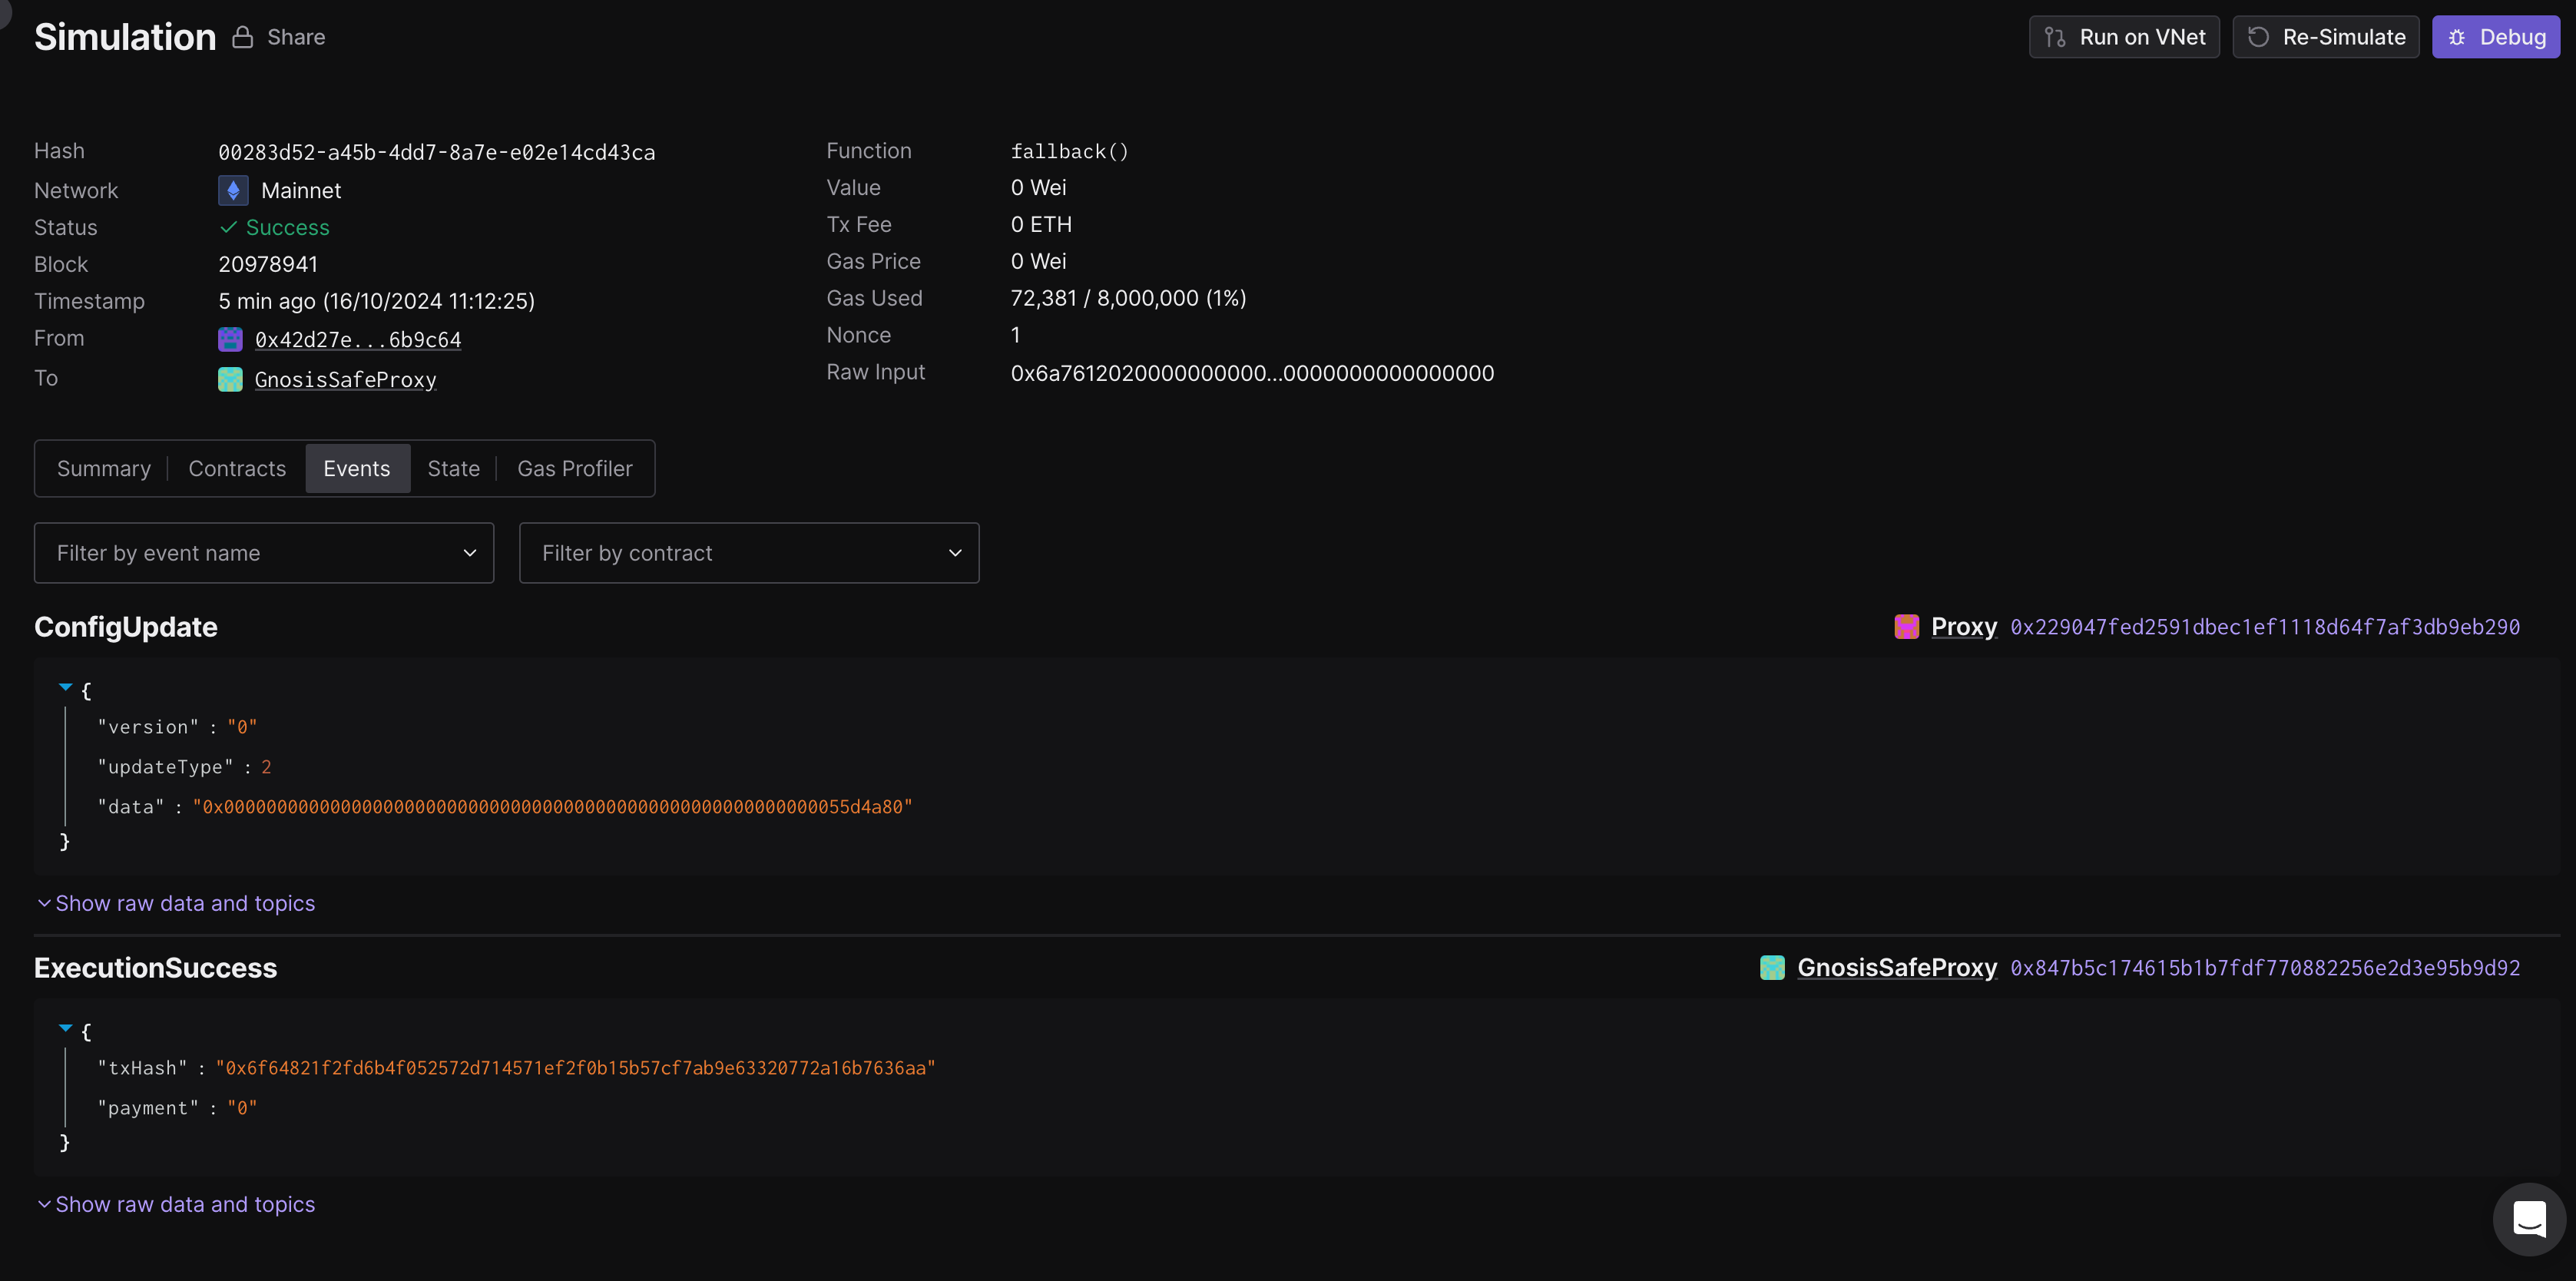 Simulation Share Run on VNet Re-Simulate Debug
Hash 00283d52-a45b-4dd7-8a7e-e02e14cd43ca
Network Mainnet
Status Success
Block 20978941
Timestamp 5 min ago (16/10/2024 11:12:25)
From 0x42d27e...6b9c64
To GnosisSafeProxy
Function fallback()
Value 0 Wei
Tx Fee 0 ETH
Gas Price 0 Wei
Gas Used 72,381 / 8,000,000 (1%)
Nonce 1
Raw Input 0x6a7612020000000000...0000000000000000
Summary Contracts Events State Gas Profiler
Filter by event name Filter by contract
ConfigUpdate Proxy 0x229047fed2591dbec1ef1118d64f7af3db9eb290
{
"version" : "0"
"updateType" : 2
"data" : "0x00000000000000000000000000000000000000000000000000000000055d4a80"
}
Show raw data and topics
ExecutionSuccess GnosisSafeProxy 0x847b5c174615b1b7fdf770882256e2d3e95b9d92
{
"txHash" : "0x6f64821f2fd6b4f052572d714571ef2f0b15b57cf7ab9e63320772a16b7636aa"
"payment" : "0"
}
Show raw data and topics